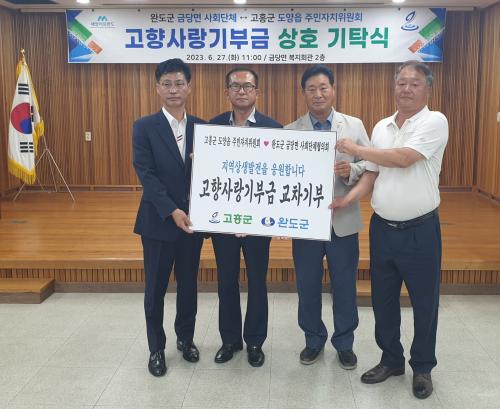 완도군 금당면 사회단체 ↔ 고흥군 도양읍 주민자치위원회
고향사랑기부금 상호 기탁식
2023. 6. 27.(화) 11:00 / 금당면 복지회관 2층
고흥군 도양읍 주민자치위원회 ♥ 완도군 금당면 사회단체협의회
지역상생발전을 응원합니다
고향사랑기부금 교차기부
고흥군 완도군